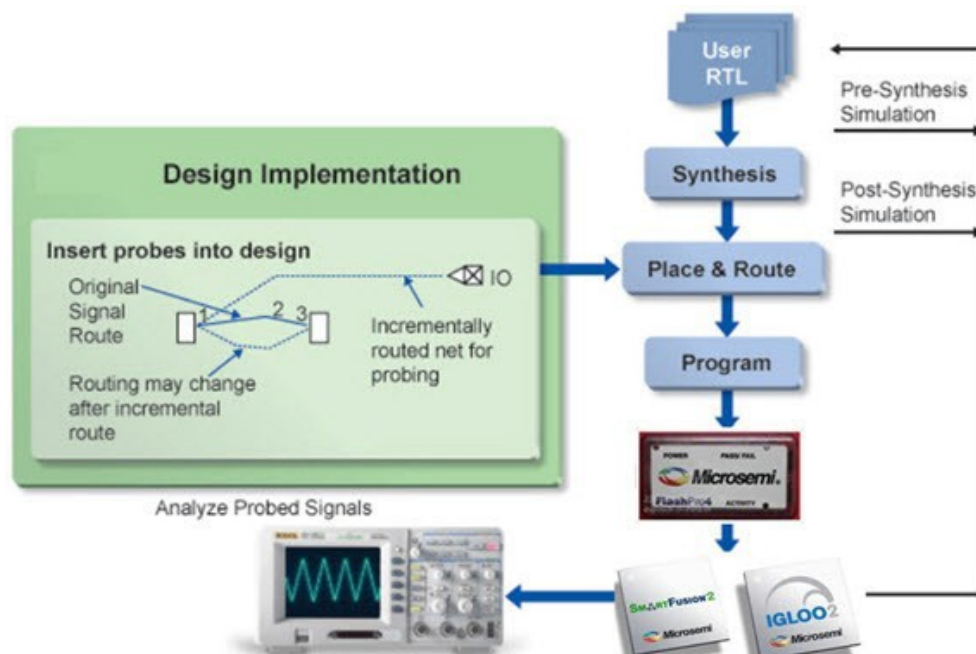 User
RTL
Pre-Synthesis
Simulation
Synthesis
Post-Synthesis
Simulation
Design Implementation
Insert probes into design
Original
Signal
Route
1
2
3
IO
Incrementally
routed net for
probing
Routing may change
after incremental
route
Place & Route
Program
POWER
PASS/FAIL
Microsemi
FlashPro4
ACTIVITY
Analyze Probed Signals
SMARTFUSION2
Microsemi
IGLOO2
Microsemi